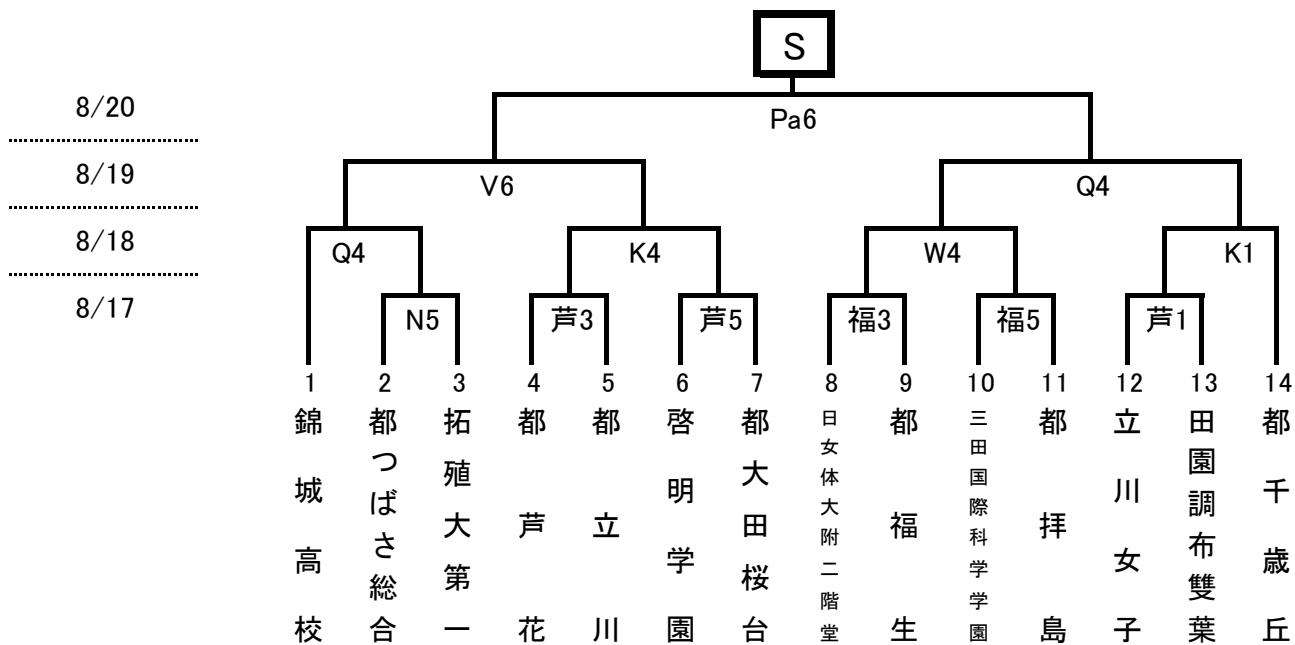 S
8/20
Pa6
8/19
V6
Q4
8/18
Q4
K4
W4
K1
8/17
N5
芦3
芦5
福3
福5
芦1
1
2
3
4
5
6
7
8
9
10
11
12
13
14
錦城高校
都つばさ総合
拓殖大第一
都芦花
都立川
啓明学園
都大田桜台
日女体大附二階堂
都福生
三田国際科学学園
都拝島
立川女子
田園調布雙葉
都千歳丘